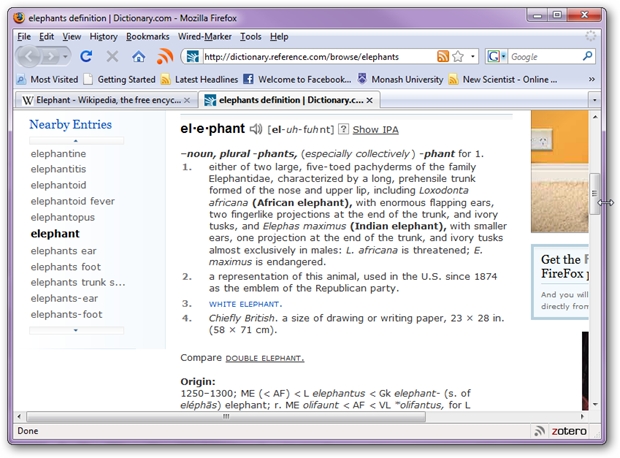 elephants definition | Dictionary.com - Mozilla Firefox
File Edit View History Bookmarks Wired-Marker Tools Help
http://dictionary.reference.com/browse/elephants
Google
Most Visited Getting Started Latest Headlines Welcome to Facebook... Monash University New Scientist - Online ...
Elephant - Wikipedia, the free encyc... elephants definition | Dictionary.c...
Nearby Entries
elephantine
elephantitis
elephantoid
elephantoid fever
elephantopus
elephant
elephants ear
elephants foot
elephants trunk s...
elephants-ear
elephants-foot
el·e·phant [el-uh-fuhnt] ? Show IPA
–noun, plural -phants, (especially collectively) -phant for 1.
1. either of two large, five-toed pachyderms of the family
Elephantidae, characterized by a long, prehensile trunk
formed of the nose and upper lip, including Loxodonta
africana (African elephant), with enormous flapping ears,
two fingerlike projections at the end of the trunk, and ivory
tusks, and Elephas maximus (Indian elephant), with smaller
ears, one projection at the end of the trunk, and ivory tusks
almost exclusively in males: L. africana is threatened; E.
maximus is endangered.
2. a representation of this animal, used in the U.S. since 1874
as the emblem of the Republican party.
3. WHITE ELEPHANT.
4. Chiefly British. a size of drawing or writing paper, 23 × 28 in.
(58 × 71 cm).
Compare DOUBLE ELEPHANT.
Origin:
1250–1300; ME (< AF) < L elephantus < Gk elephant- (s. of
eléphās) elephant; r. ME olifaunt < AF < VL *olifantus, for L
Get the
FireFox
And you will
directly from
Done
zotero